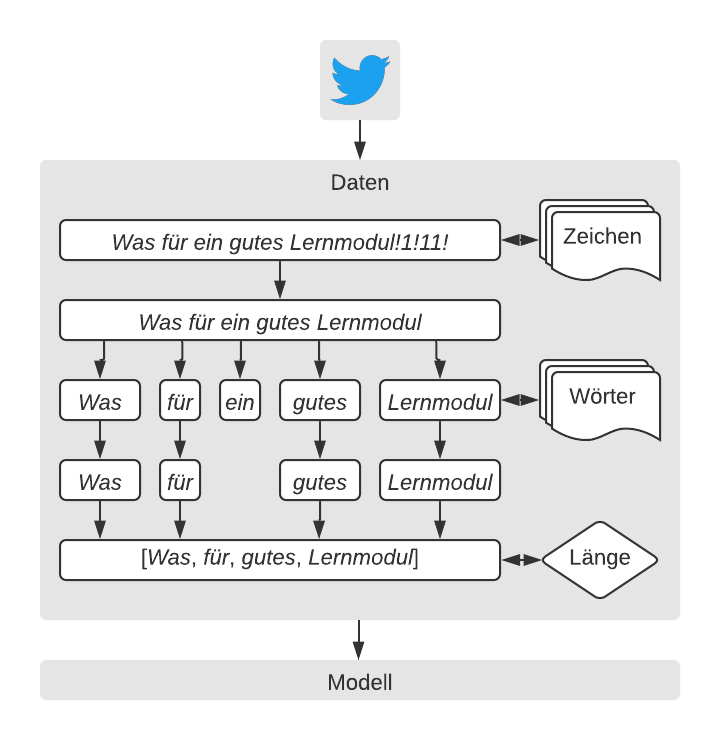 Daten
Was für ein gutes Lernmodul!1!11!
Zeichen
Was für ein gutes Lernmodul
Was
für
ein
gutes
Lernmodul
Wörter
Was
für
gutes
Lernmodul
[Was, für, gutes, Lernmodul]
Länge
Modell